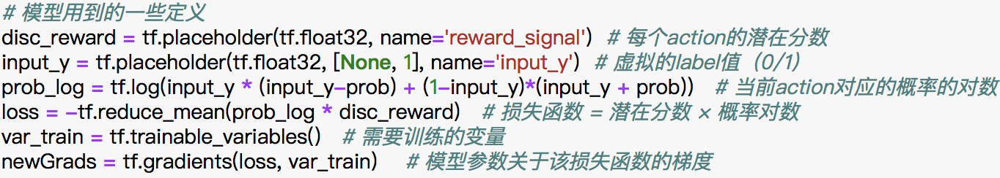 # 模型用到的一些定义
disc_reward = tf.placeholder(tf.float32, name='reward_signal')  # 每个action的潜在分数
input_y = tf.placeholder(tf.float32, [None, 1], name='input_y')  # 虚拟的label值（0/1）
prob_log = tf.log(input_y * (input_y-prob) + (1-input_y)*(input_y + prob))   # 当前action对应的概率的对数
loss = -tf.reduce_mean(prob_log * disc_reward)   # 损失函数 = 潜在分数 × 概率对数
var_train = tf.trainable_variables()   # 需要训练的变量
newGrads = tf.gradients(loss, var_train)    # 模型参数关于该损失函数的梯度